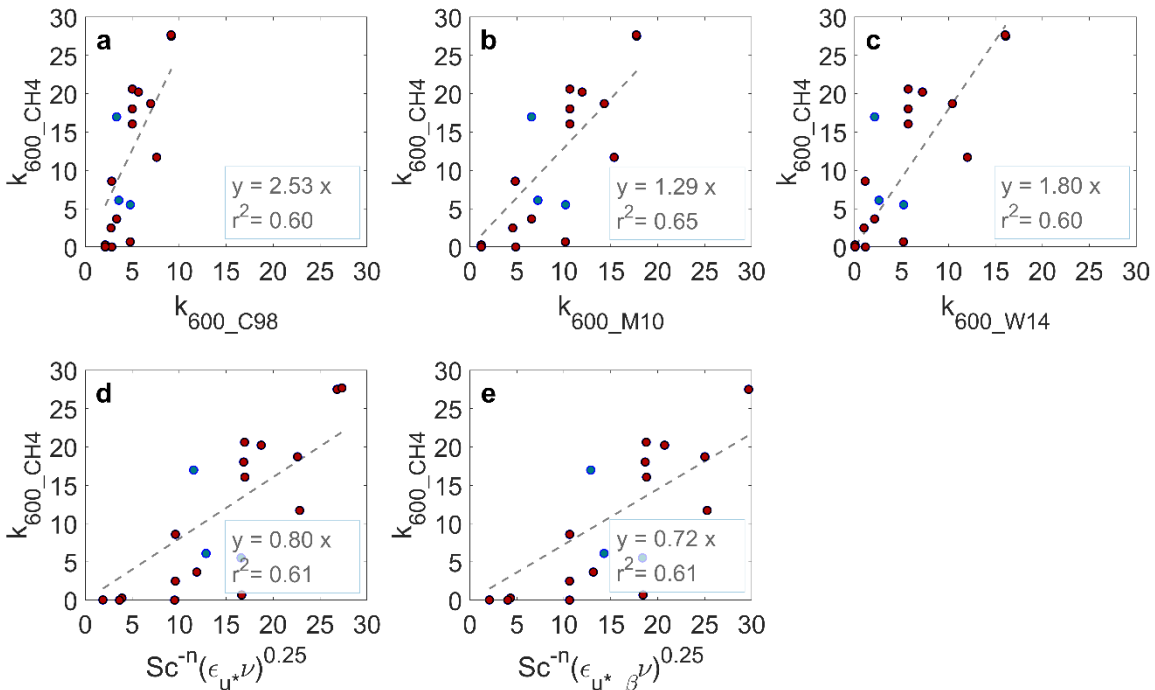 a
30
25
20
15
10
5
0
k600_CH4
y = 2.53 x
r2= 0.60
0 5 10 15 20 25 30
k600_C98
b
30
25
20
15
10
5
0
k600_CH4
y = 1.29 x
r2= 0.65
0 5 10 15 20 25 30
k600_M10
c
30
25
20
15
10
5
0
k600_CH4
y = 1.80 x
r2= 0.60
0 5 10 15 20 25 30
k600_W14
d
30
25
20
15
10
5
0
k600_CH4
y = 0.80 x
r2= 0.61
0 5 10 15 20 25 30
Sc-n(ϵu*ν)0.25
e
30
25
20
15
10
5
0
k600_CH4
y = 0.72 x
r2= 0.61
0 5 10 15 20 25 30
Sc-n(ϵu*_βν)0.25